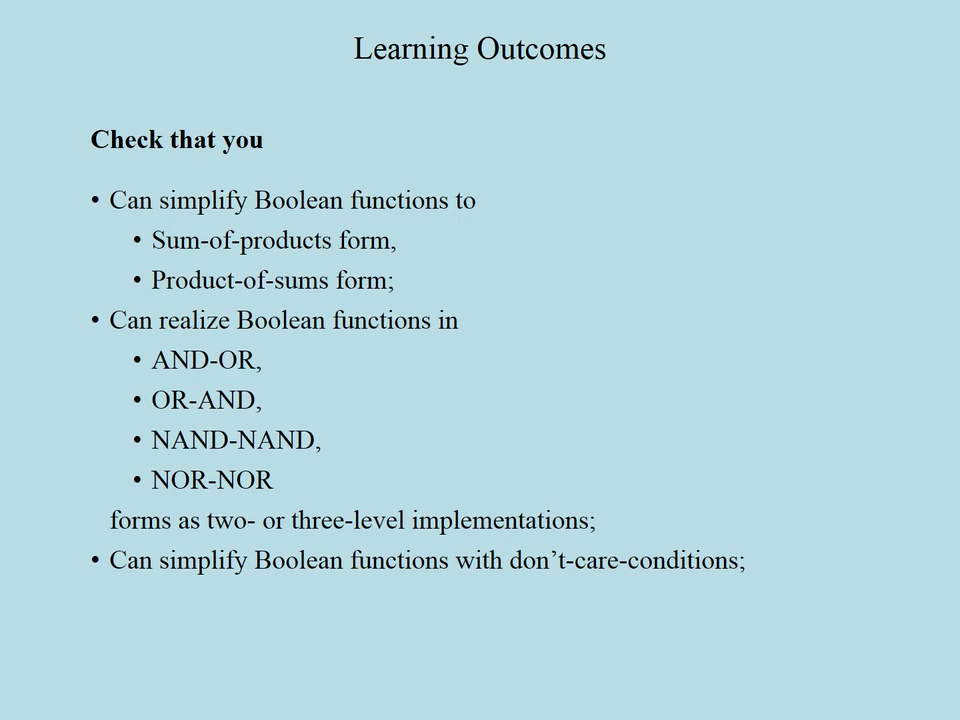 Learning Outcomes
Check that you
• Can simplify Boolean functions to
• Sum-of-products form,
• Product-of-sums form;
• Can realize Boolean functions in
• AND-OR,
• OR-AND,
• NAND-NAND,
• NOR-NOR
forms as two- or three-level implementations;
• Can simplify Boolean functions with don’t-care-conditions;